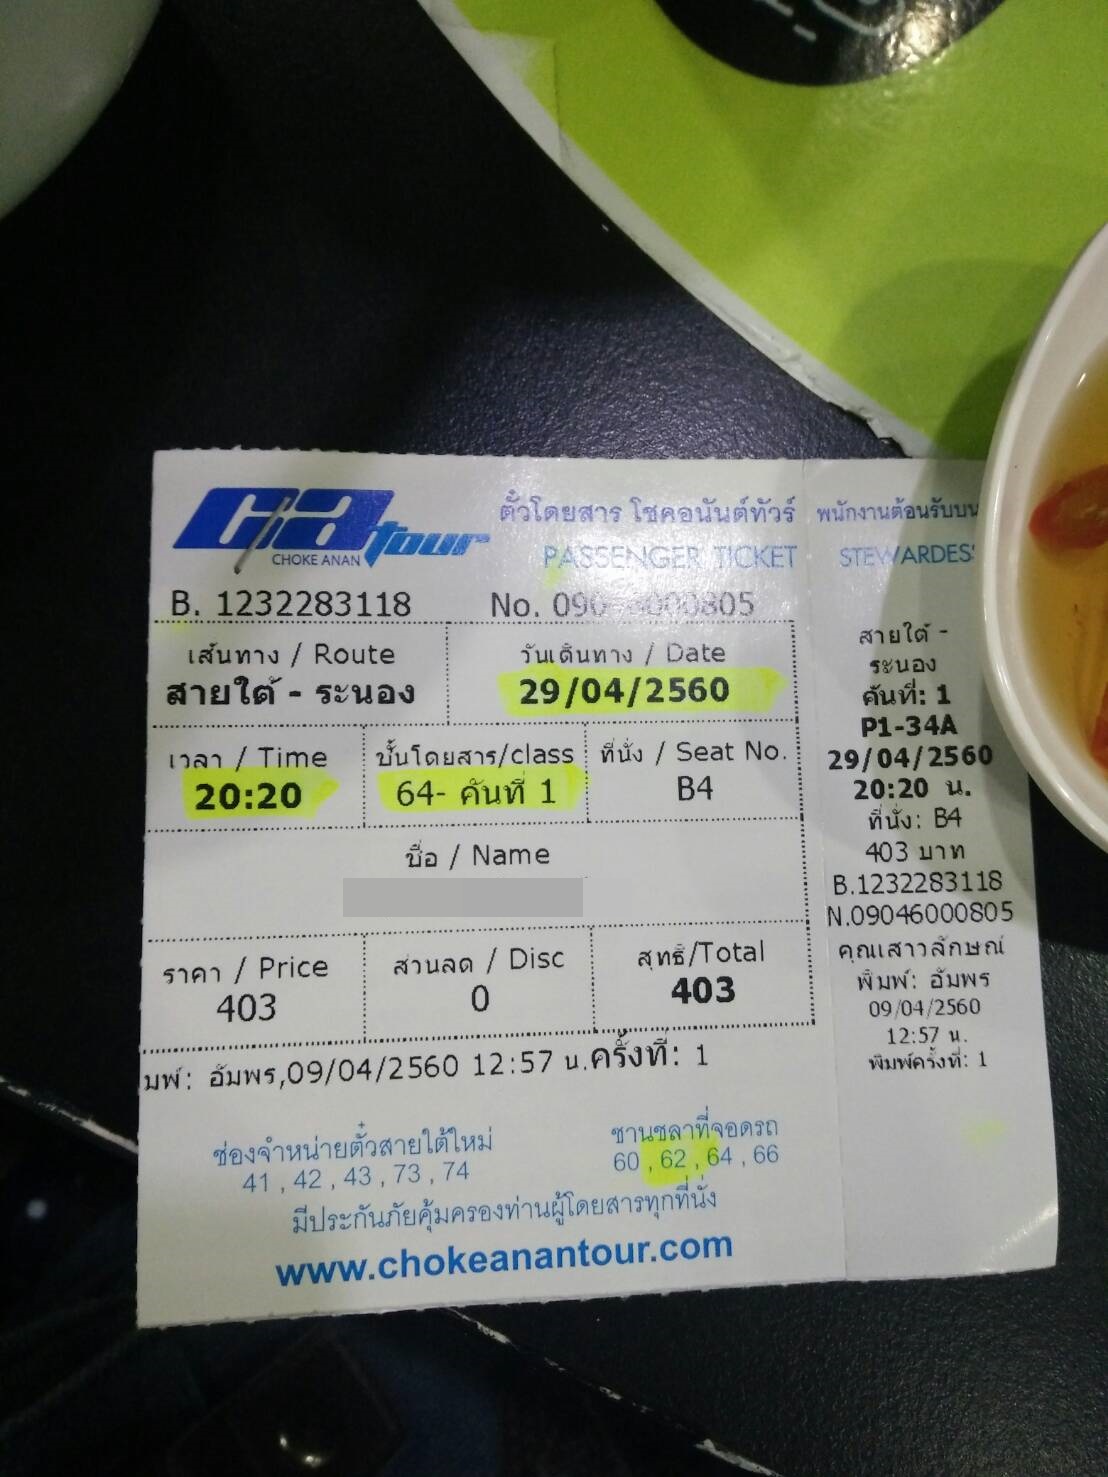 CHOKE ANAN tour
ตั๋วโดยสาร โชคอนันต์ทัวร์
PASSENGER TICKET
B. 1232283118 No. 09046000805
เส้นทาง / Route วันเดินทาง / Date
สายใต้ - ระนอง 29/04/2560
เวลา / Time ชั้นโดยสาร/class ที่นั่ง / Seat No.
20:20 64- คันที่ 1 B4
ชื่อ / Name
ราคา / Price ส่วนลด / Disc สุทธิ/Total
403 0 403
มพ์: อัมพร,09/04/2560 12:57 น.ครั้งที่: 1
ช่องจำหน่ายตั๋วสายใต้ใหม่ ชานชลาที่จอดรถ
41 , 42 , 43 , 73 , 74 60 , 62 , 64 , 66
มีประกันภัยคุ้มครองท่านผู้โดยสารทุกที่นั่ง
www.chokeanantour.com
พนักงานต้อนรับบน
STEWARDES
สายใต้ -
ระนอง
คันที่: 1
P1-34A
29/04/2560
20:20 น.
ที่นั่ง: B4
403 บาท
B.1232283118
N.09046000805
คุณเสาวลักษณ์
พิมพ์: อัมพร
09/04/2560
12:57 น.
พิมพ์ครั้งที่: 1